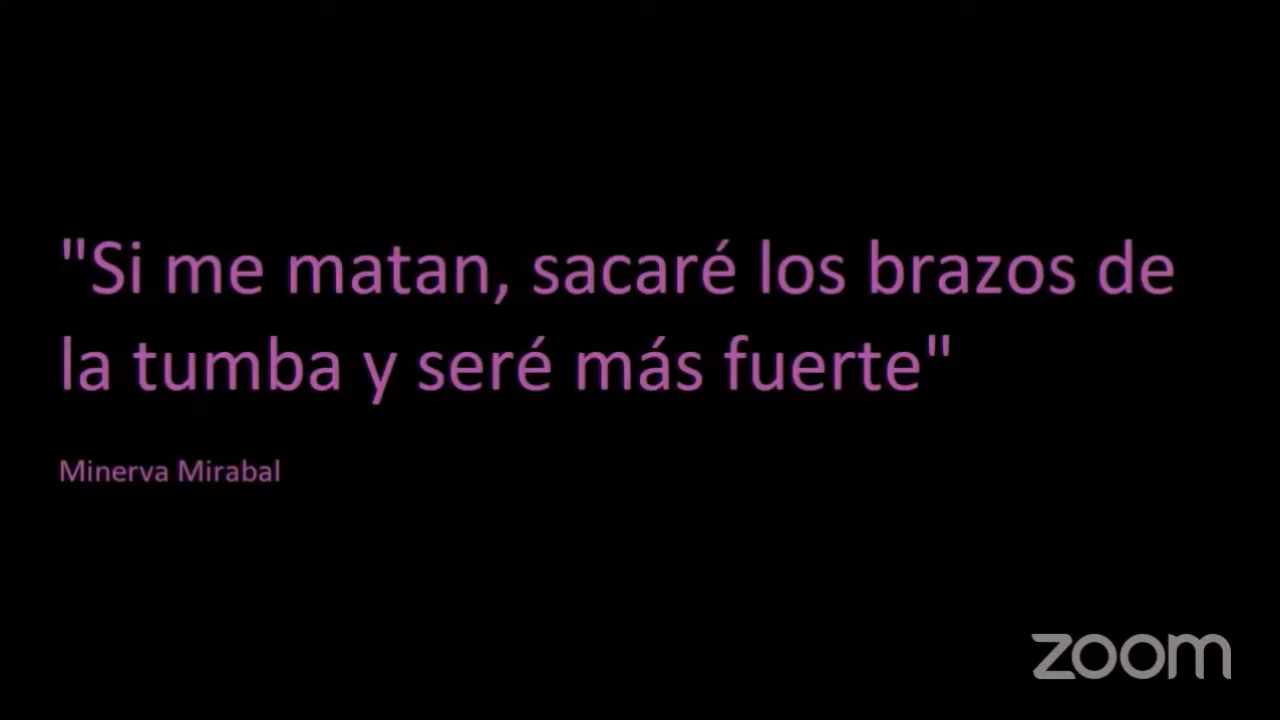 "Si me matan, sacaré los brazos de
la tumba y seré más fuerte"
Minerva Mirabal
zoom